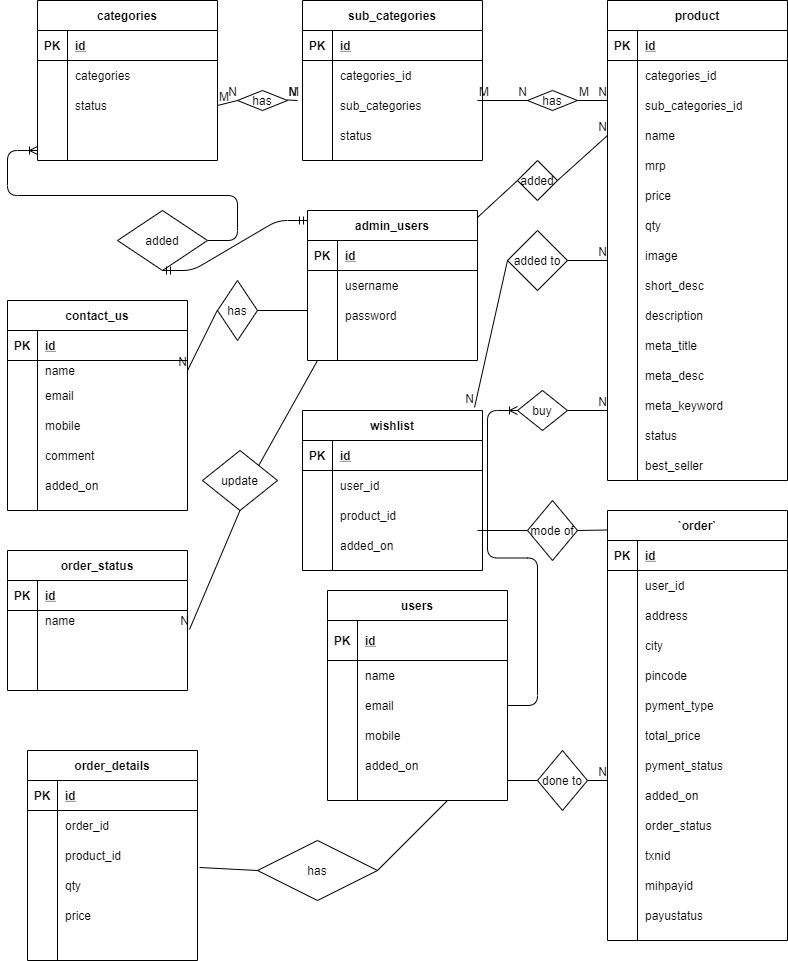 categories
PK id
categories
status
sub_categories
PK id
categories_id
sub_categories
status
product
PK id
categories_id
sub_categories_id
name
mrp
price
qty
image
short_desc
description
meta_title
meta_desc
meta_keyword
status
best_seller
M N has N M
M N has M N
added N
added
added to N
N
admin_users
PK id
username
password
has
N
contact_us
PK id
name
email
mobile
comment
added_on
wishlist
PK id
user_id
product_id
added_on
buy N
update
N
mode of
order_status
PK id
name
users
PK id
name
email
mobile
added_on
`order`
PK id
user_id
address
city
pincode
pyment_type
total_price
pyment_status
added_on
order_status
txnid
mihpayid
payustatus
done to N
order_details
PK id
order_id
product_id
qty
price
has